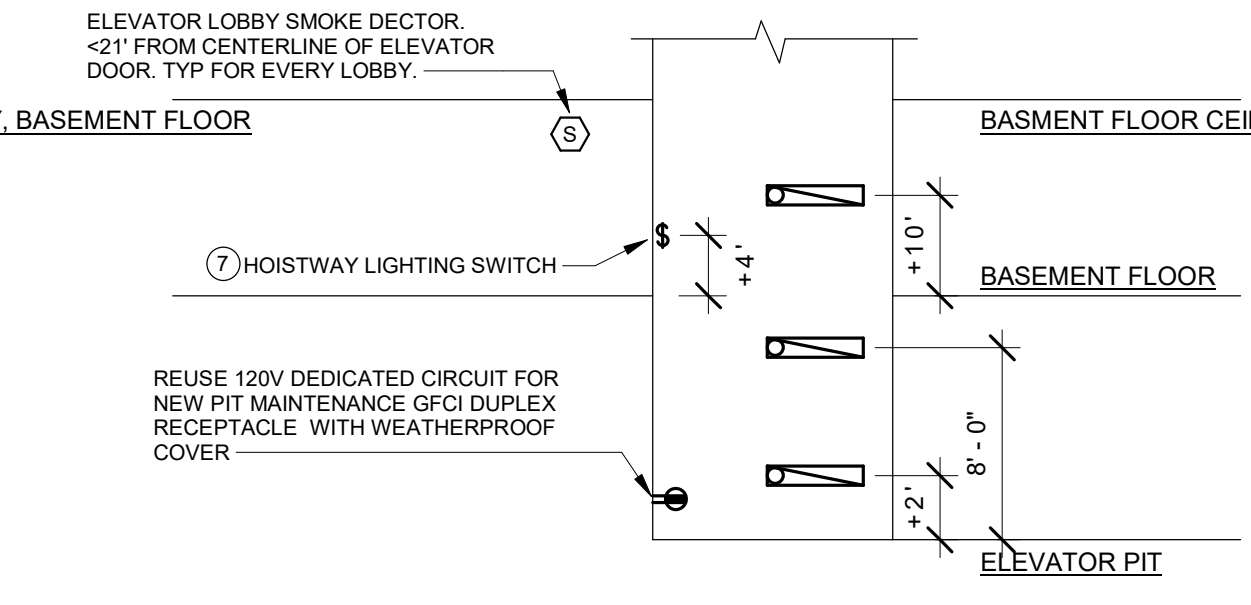 ELEVATOR LOBBY SMOKE DECTOR.
<21' FROM CENTERLINE OF ELEVATOR
DOOR. TYP FOR EVERY LOBBY.
, BASEMENT FLOOR
S
BASMENT FLOOR CEI
7 HOISTWAY LIGHTING SWITCH
$
+4'
+10'
BASEMENT FLOOR
REUSE 120V DEDICATED CIRCUIT FOR
NEW PIT MAINTENANCE GFCI DUPLEX
RECEPTACLE WITH WEATHERPROOF
COVER
8' - 0"
+2'
ELEVATOR PIT